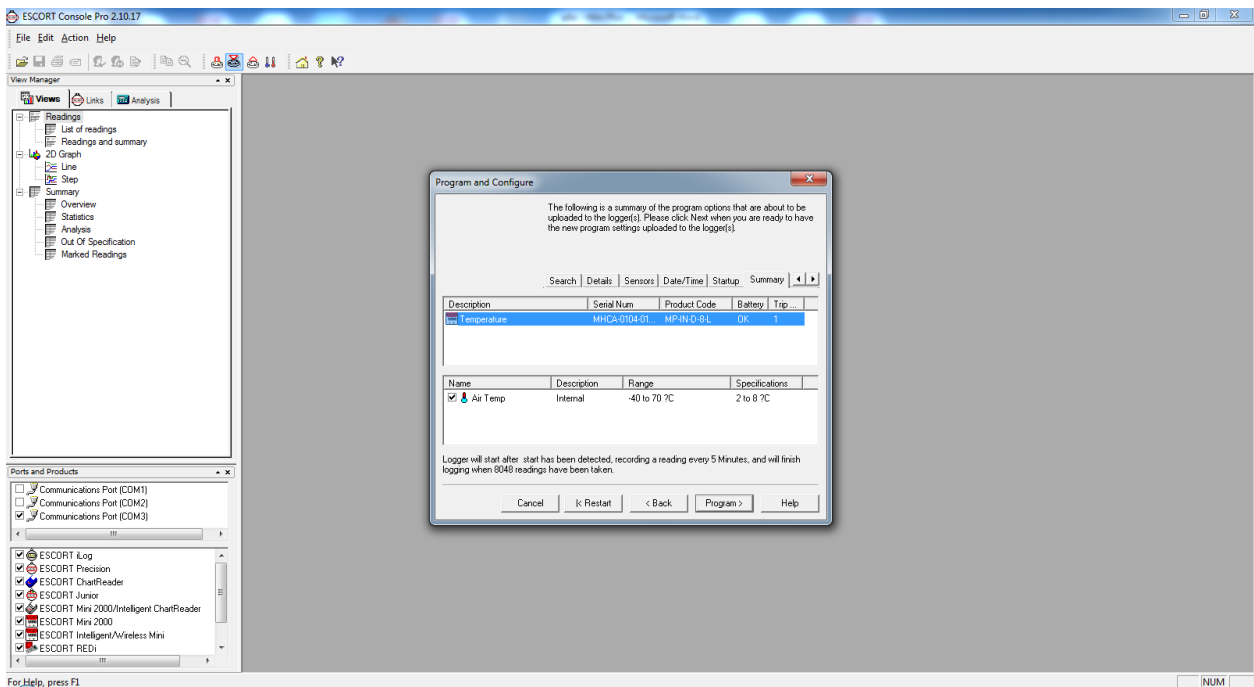 ESCORT Console Pro 2.10.17
File Edit Action Help
View Manager
Views Links Analysis
Readings
List of readings
Readings and summary
2D Graph
Line
Step
Summary
Overview
Statistics
Analysis
Out Of Specification
Marked Readings
Ports and Products
Communications Port (COM1)
Communications Port (COM2)
Communications Port (COM3)
ESCORT iLog
ESCORT Precision
ESCORT ChartReader
ESCORT Junior
ESCORT Mini 2000/Intelligent ChartReader
ESCORT Mini 2000
ESCORT Intelligent/Wireless Mini
ESCORT REDi
Program and Configure
The following is a summary of the program options that are about to be
uploaded to the logger(s). Please click Next when you are ready to have
the new program settings uploaded to the logger(s).
Search Details Sensors Date/Time Startup Summary
Description Serial Num Product Code Battery Trip ...
Temperature MHCA-0104-01... MP-IN-D-8-L OK 1
Name Description Range Specifications
Air Temp Internal -40 to 70 ?C 2 to 8 ?C
Logger will start after start has been detected, recording a reading every 5 Minutes, and will finish
logging when 8048 readings have been taken.
Cancel |< Restart < Back Program > Help
For Help, press F1
NUM